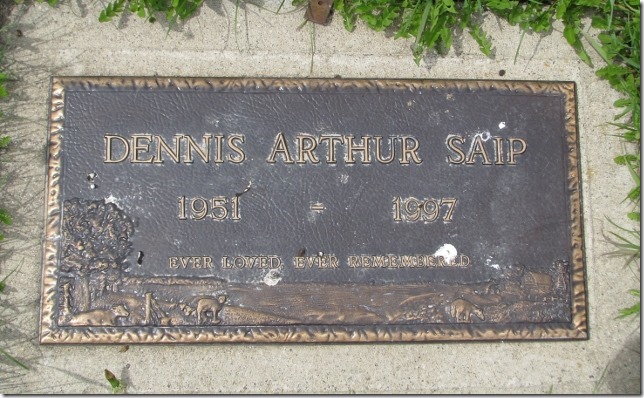 DENNIS ARTHUR SAIP
1951 - 1997
EVER LOVED, EVER REMEMBERED